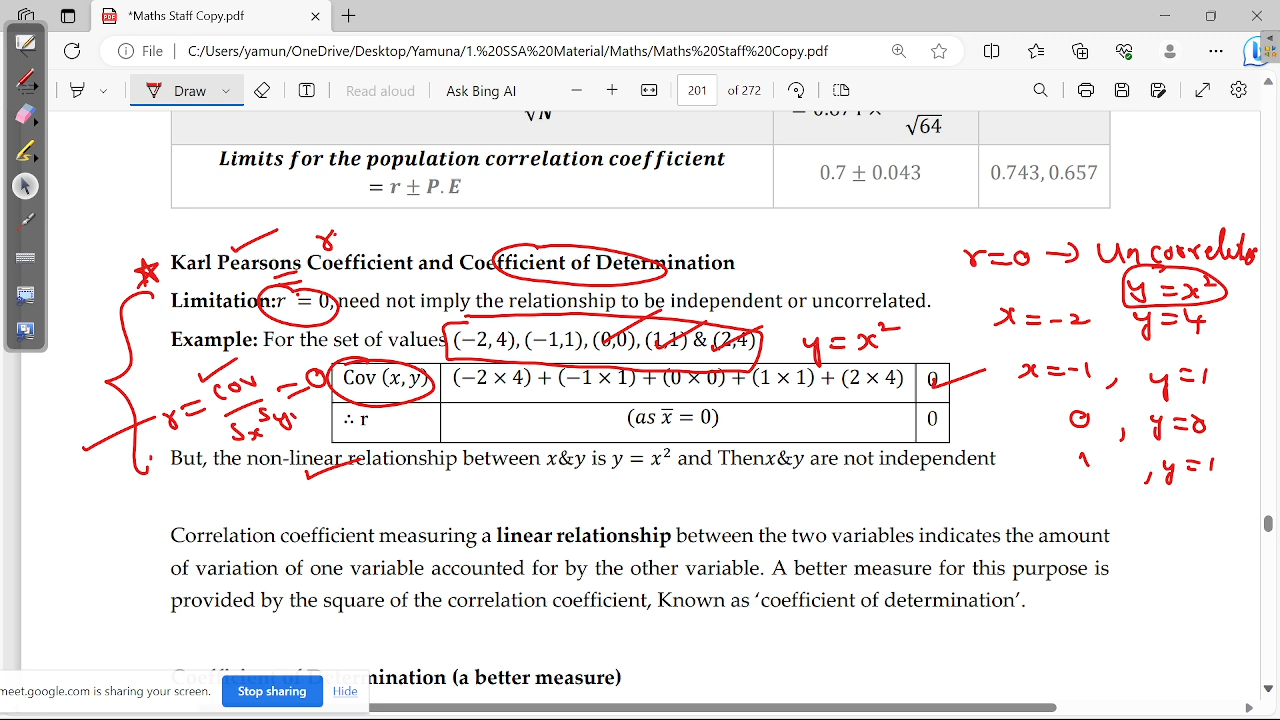 *Maths Staff Copy.pdf
File C:/Users/yamun/OneDrive/Desktop/Yamuna/1.%20SSA%20Material/Maths/Maths%20Staff%20Copy.pdf
Draw Read aloud Ask Bing AI 201 of 272
√N
√64
Limits for the population correlation coefficient
= r ± P.E
0.7 ± 0.043
0.743, 0.657
r
Karl Pearsons Coefficient and Coefficient of Determination
r=0 → Uncorrelate
Limitation: r = 0, need not imply the relationship to be independent or uncorrelated.
y = x²
x = -2 y = 4
Example: For the set of values (−2, 4), (−1,1), (0,0), (1,1) & (2,4)
y = x²
Cov (x, y) (−2 × 4) + (−1 × 1) + (0 × 0) + (1 × 1) + (2 × 4) 0
x = -1, y = 1
r = cov / Sx Sy = 0
∴ r (as x̅ = 0) 0
0, y = 0
But, the non-linear relationship between x&y is y = x² and Thenx&y are not independent
1, y = 1
Correlation coefficient measuring a linear relationship between the two variables indicates the amount
of variation of one variable accounted for by the other variable. A better measure for this purpose is
provided by the square of the correlation coefficient, Known as ‘coefficient of determination’.
Coefficient of Determination (a better measure)
meet.google.com is sharing your screen. Stop sharing Hide